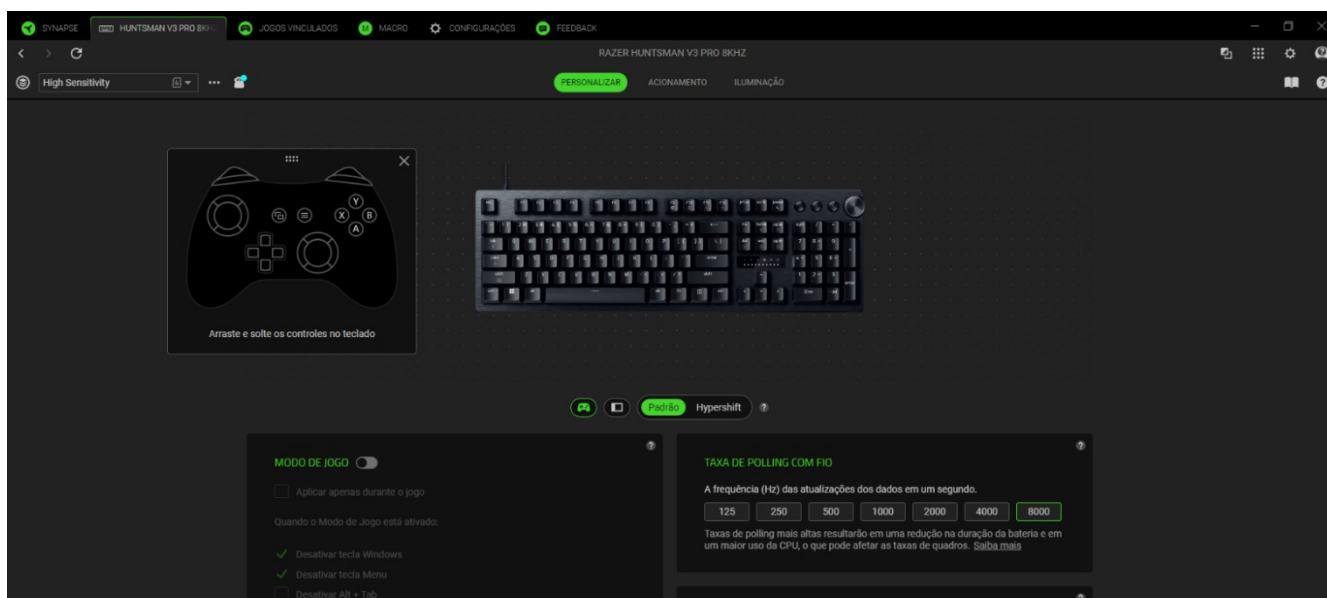 SYNAPSE
HUNTSMAN V3 PRO 8KHZ
JOGOS VINCULADOS
MACRO
CONFIGURAÇÕES
FEEDBACK
RAZER HUNTSMAN V3 PRO 8KHZ
High Sensitivity
PERSONALIZAR
ACIONAMENTO
ILUMINAÇÃO
Y
X
B
A
Arraste e solte os controles no teclado
Padrão
Hypershift
MODO DE JOGO
Aplicar apenas durante o jogo
Quando o Modo de Jogo está ativado:
Desativar tecla Windows
Desativar tecla Menu
Desativar Alt + Tab
TAXA DE POLLING COM FIO
A frequência (Hz) das atualizações dos dados em um segundo.
125 250 500 1000 2000 4000 8000
Taxas de polling mais altas resultarão em uma redução na duração da bateria e em
um maior uso da CPU, o que pode afetar as taxas de quadros. Saiba mais